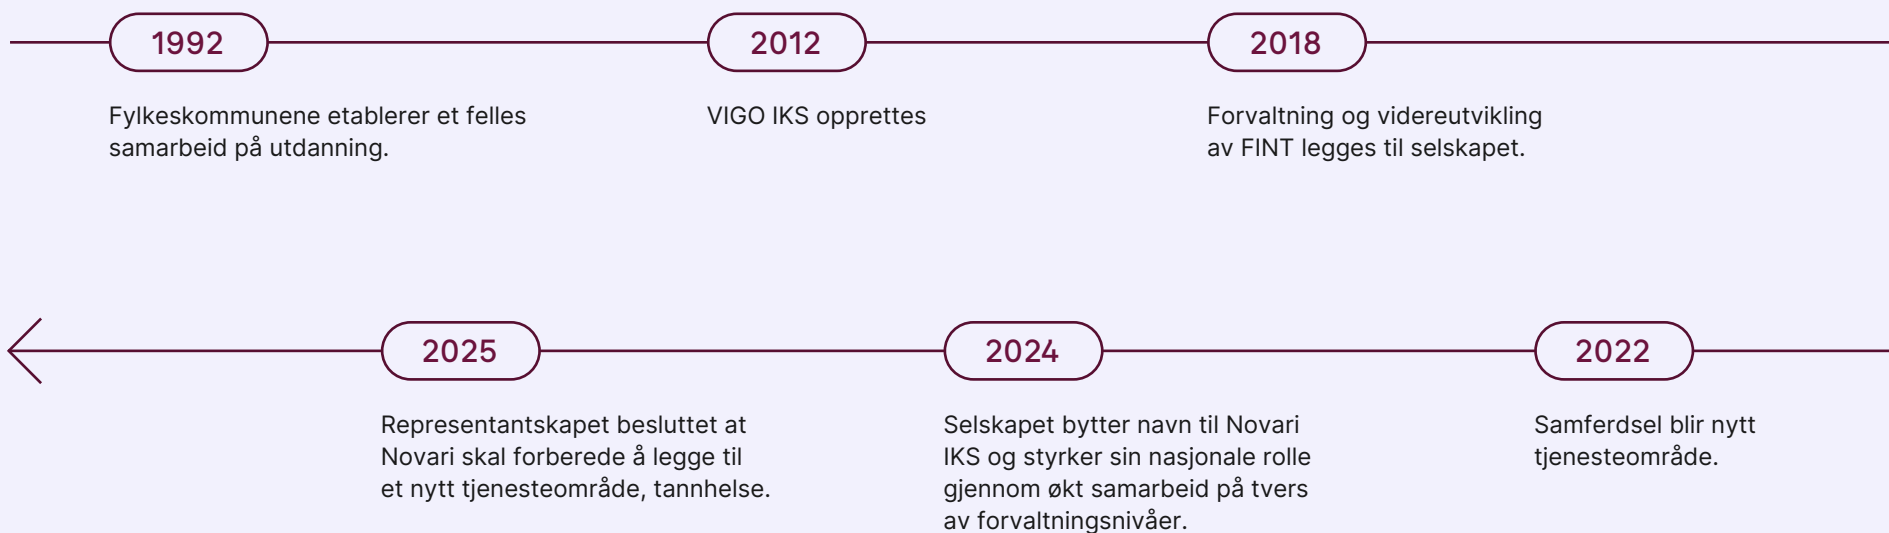 1992
Fylkeskommunene etablerer et felles
samarbeid på utdanning.
2012
VIGO IKS opprettes
2018
Forvaltning og videreutvikling
av FINT legges til selskapet.
2022
Samferdsel blir nytt
tjenesteområde.
2024
Selskapet bytter navn til Novari
IKS og styrker sin nasjonale rolle
gjennom økt samarbeid på tvers
av forvaltningsnivåer.
2025
Representantskapet besluttet at
Novari skal forberede å legge til
et nytt tjenesteområde, tannhelse.